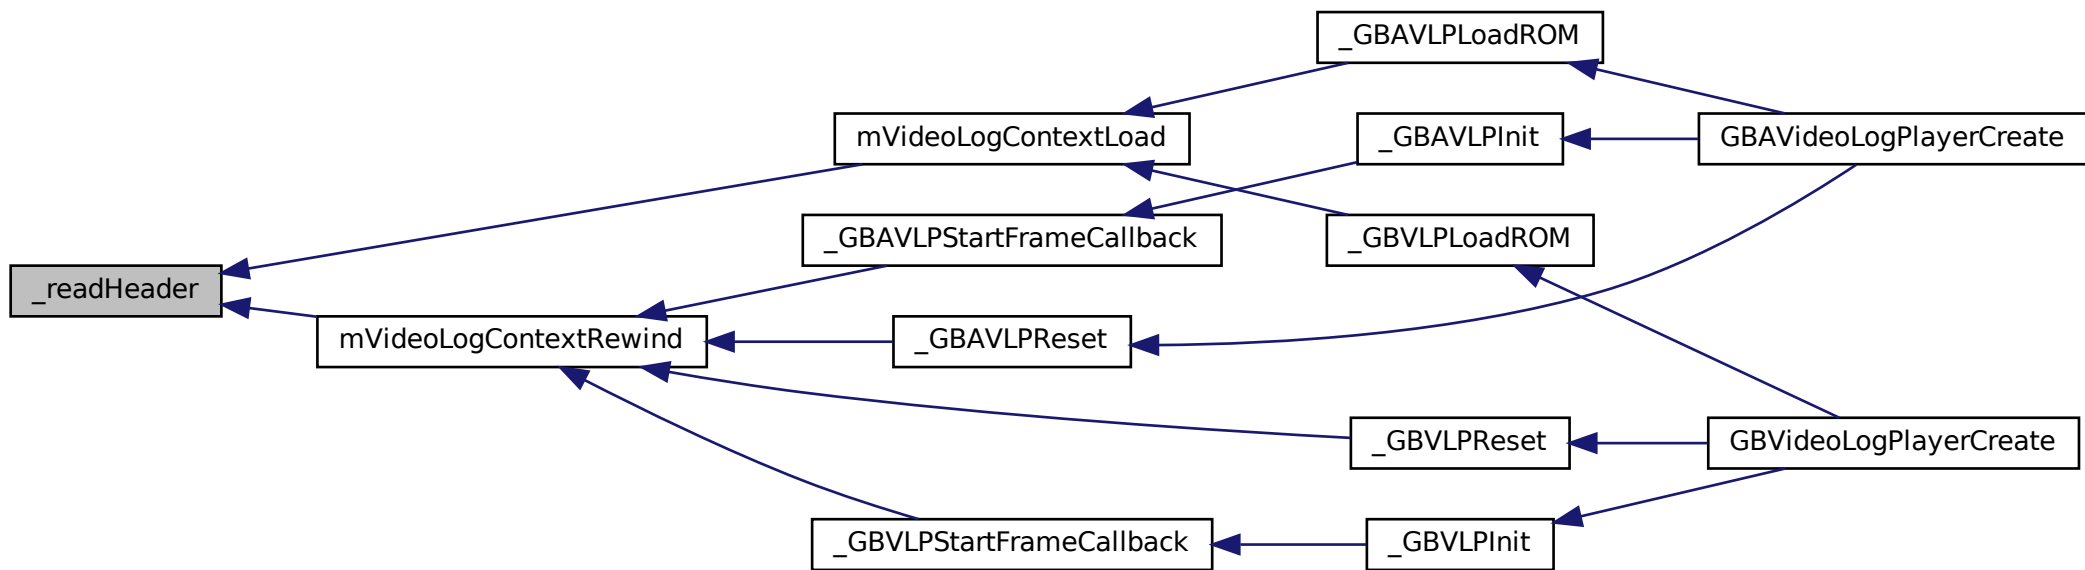 _GBAVLPLoadROM
mVideoLogContextLoad
_GBAVLPInit
GBAVideoLogPlayerCreate
_GBAVLPStartFrameCallback
_GBVLPLoadROM
_readHeader
mVideoLogContextRewind
_GBAVLPReset
_GBVLPReset
GBVideoLogPlayerCreate
_GBVLPStartFrameCallback
_GBVLPInit